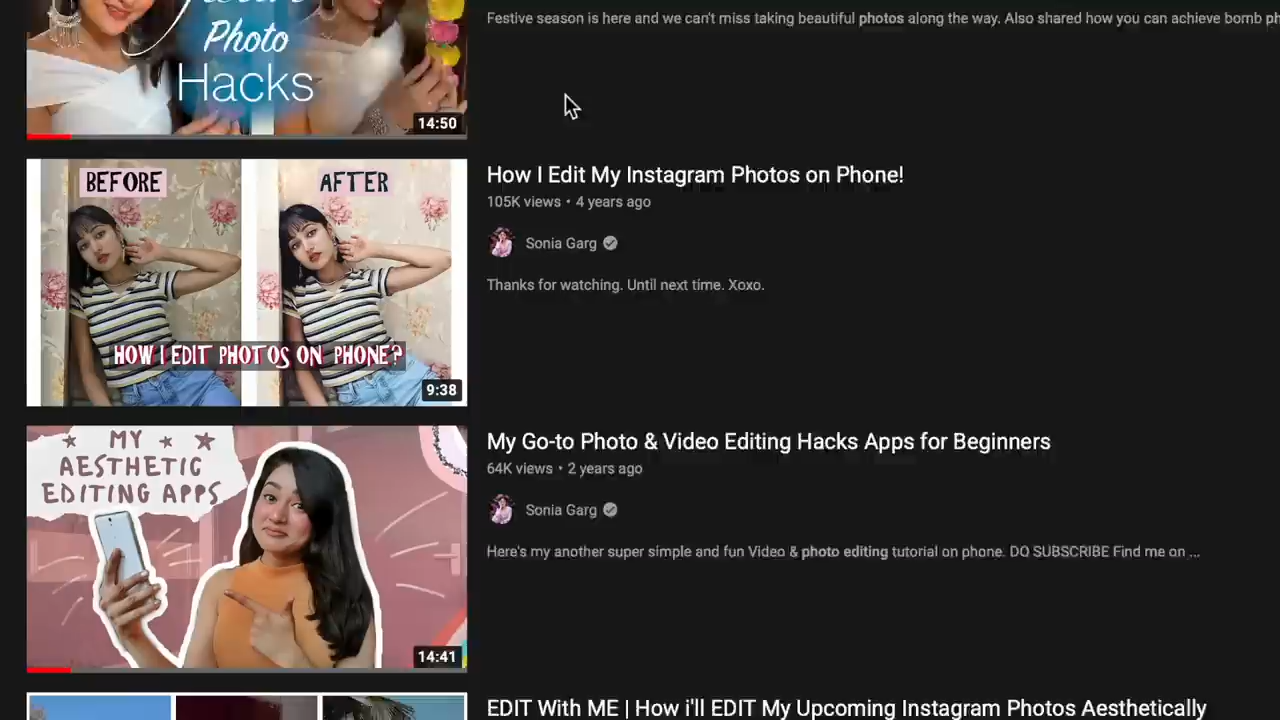 Photo
Hacks
14:50
Festive season is here and we can't miss taking beautiful photos along the way. Also shared how you can achieve bomb
BEFORE
AFTER
HOW I EDIT PHOTOS ON PHONE?
9:38
How I Edit My Instagram Photos on Phone!
105K views • 4 years ago
Sonia Garg
Thanks for watching. Until next time. Xoxo.
MY
AESTHETIC
EDITING APPS
14:41
My Go-to Photo & Video Editing Hacks Apps for Beginners
64K views • 2 years ago
Sonia Garg
Here's my another super simple and fun Video & photo editing tutorial on phone. DO SUBSCRIBE Find me on ...
EDIT With ME | How i'll EDIT My Upcoming Instagram Photos Aesthetically